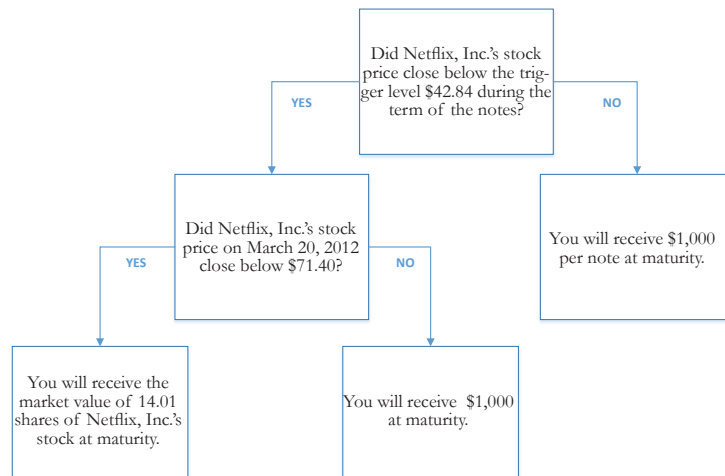 Did Netflix, Inc.'s stock
price close below the trig-
ger level $42.84 during the
term of the notes?
YES
NO
Did Netflix, Inc.'s stock
price on March 20, 2012
close below $71.40?
You will receive $1,000
per note at maturity.
YES
NO
You will receive the
market value of 14.01
shares of Netflix, Inc.'s
stock at maturity.
You will receive $1,000
at maturity.